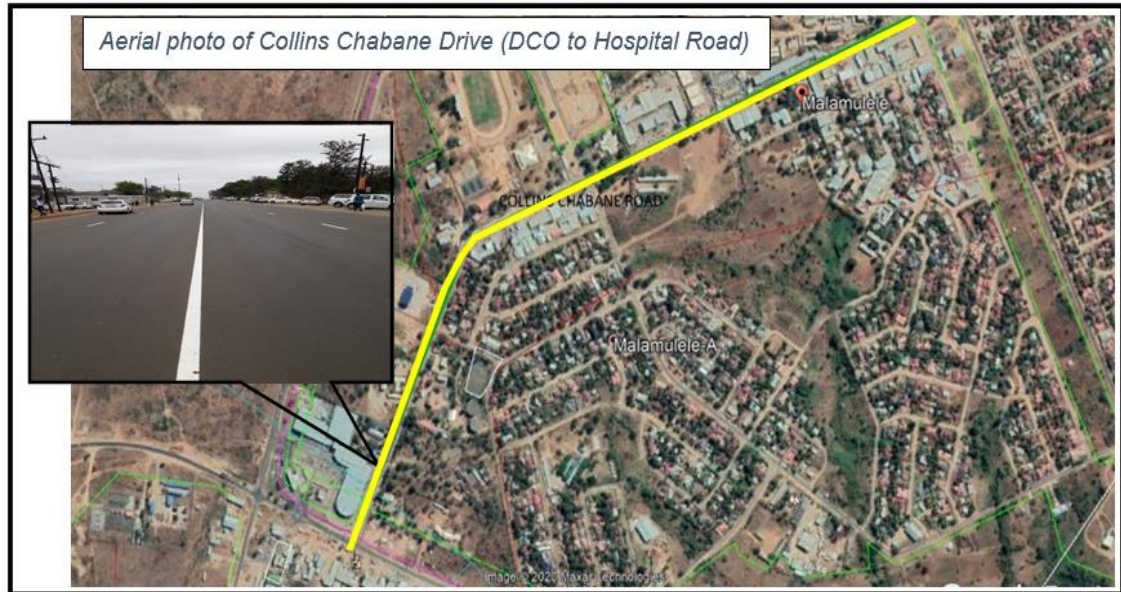 Aerial photo of Collins Chabane Drive (DCO to Hospital Road)
Malamulele
COLLINS CHABANE ROAD
Malamulele-A
Image © 2020 Maxar Technologies